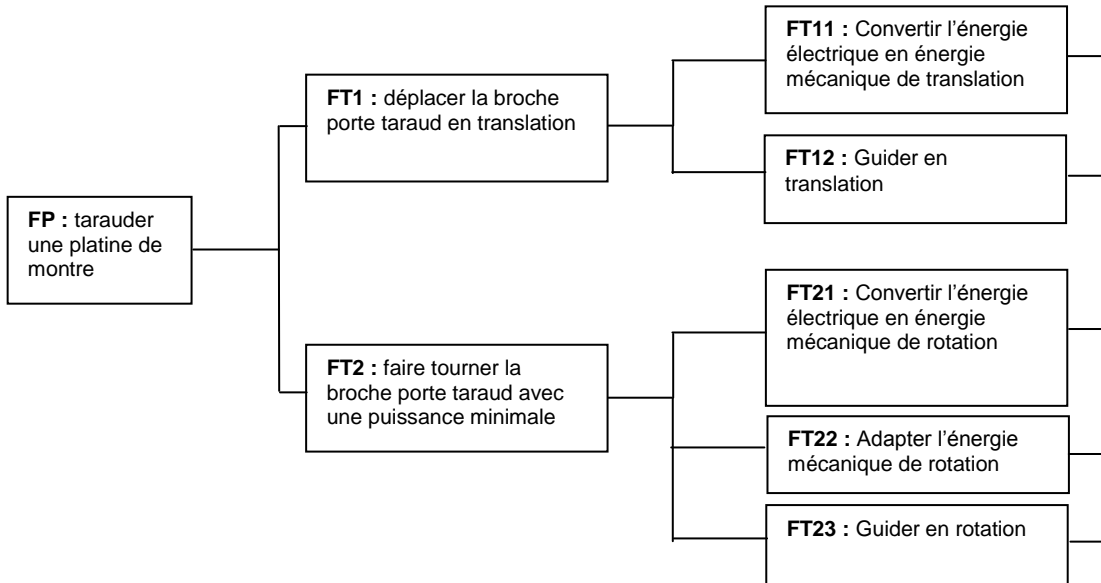 FP : tarauder
une platine de
montre
FT1 : déplacer la broche
porte taraud en translation
FT2 : faire tourner la
broche porte taraud avec
une puissance minimale
FT11 : Convertir l’énergie
électrique en énergie
mécanique de translation
FT12 : Guider en
translation
FT21 : Convertir l’énergie
électrique en énergie
mécanique de rotation
FT22 : Adapter l’énergie
mécanique de rotation
FT23 : Guider en rotation